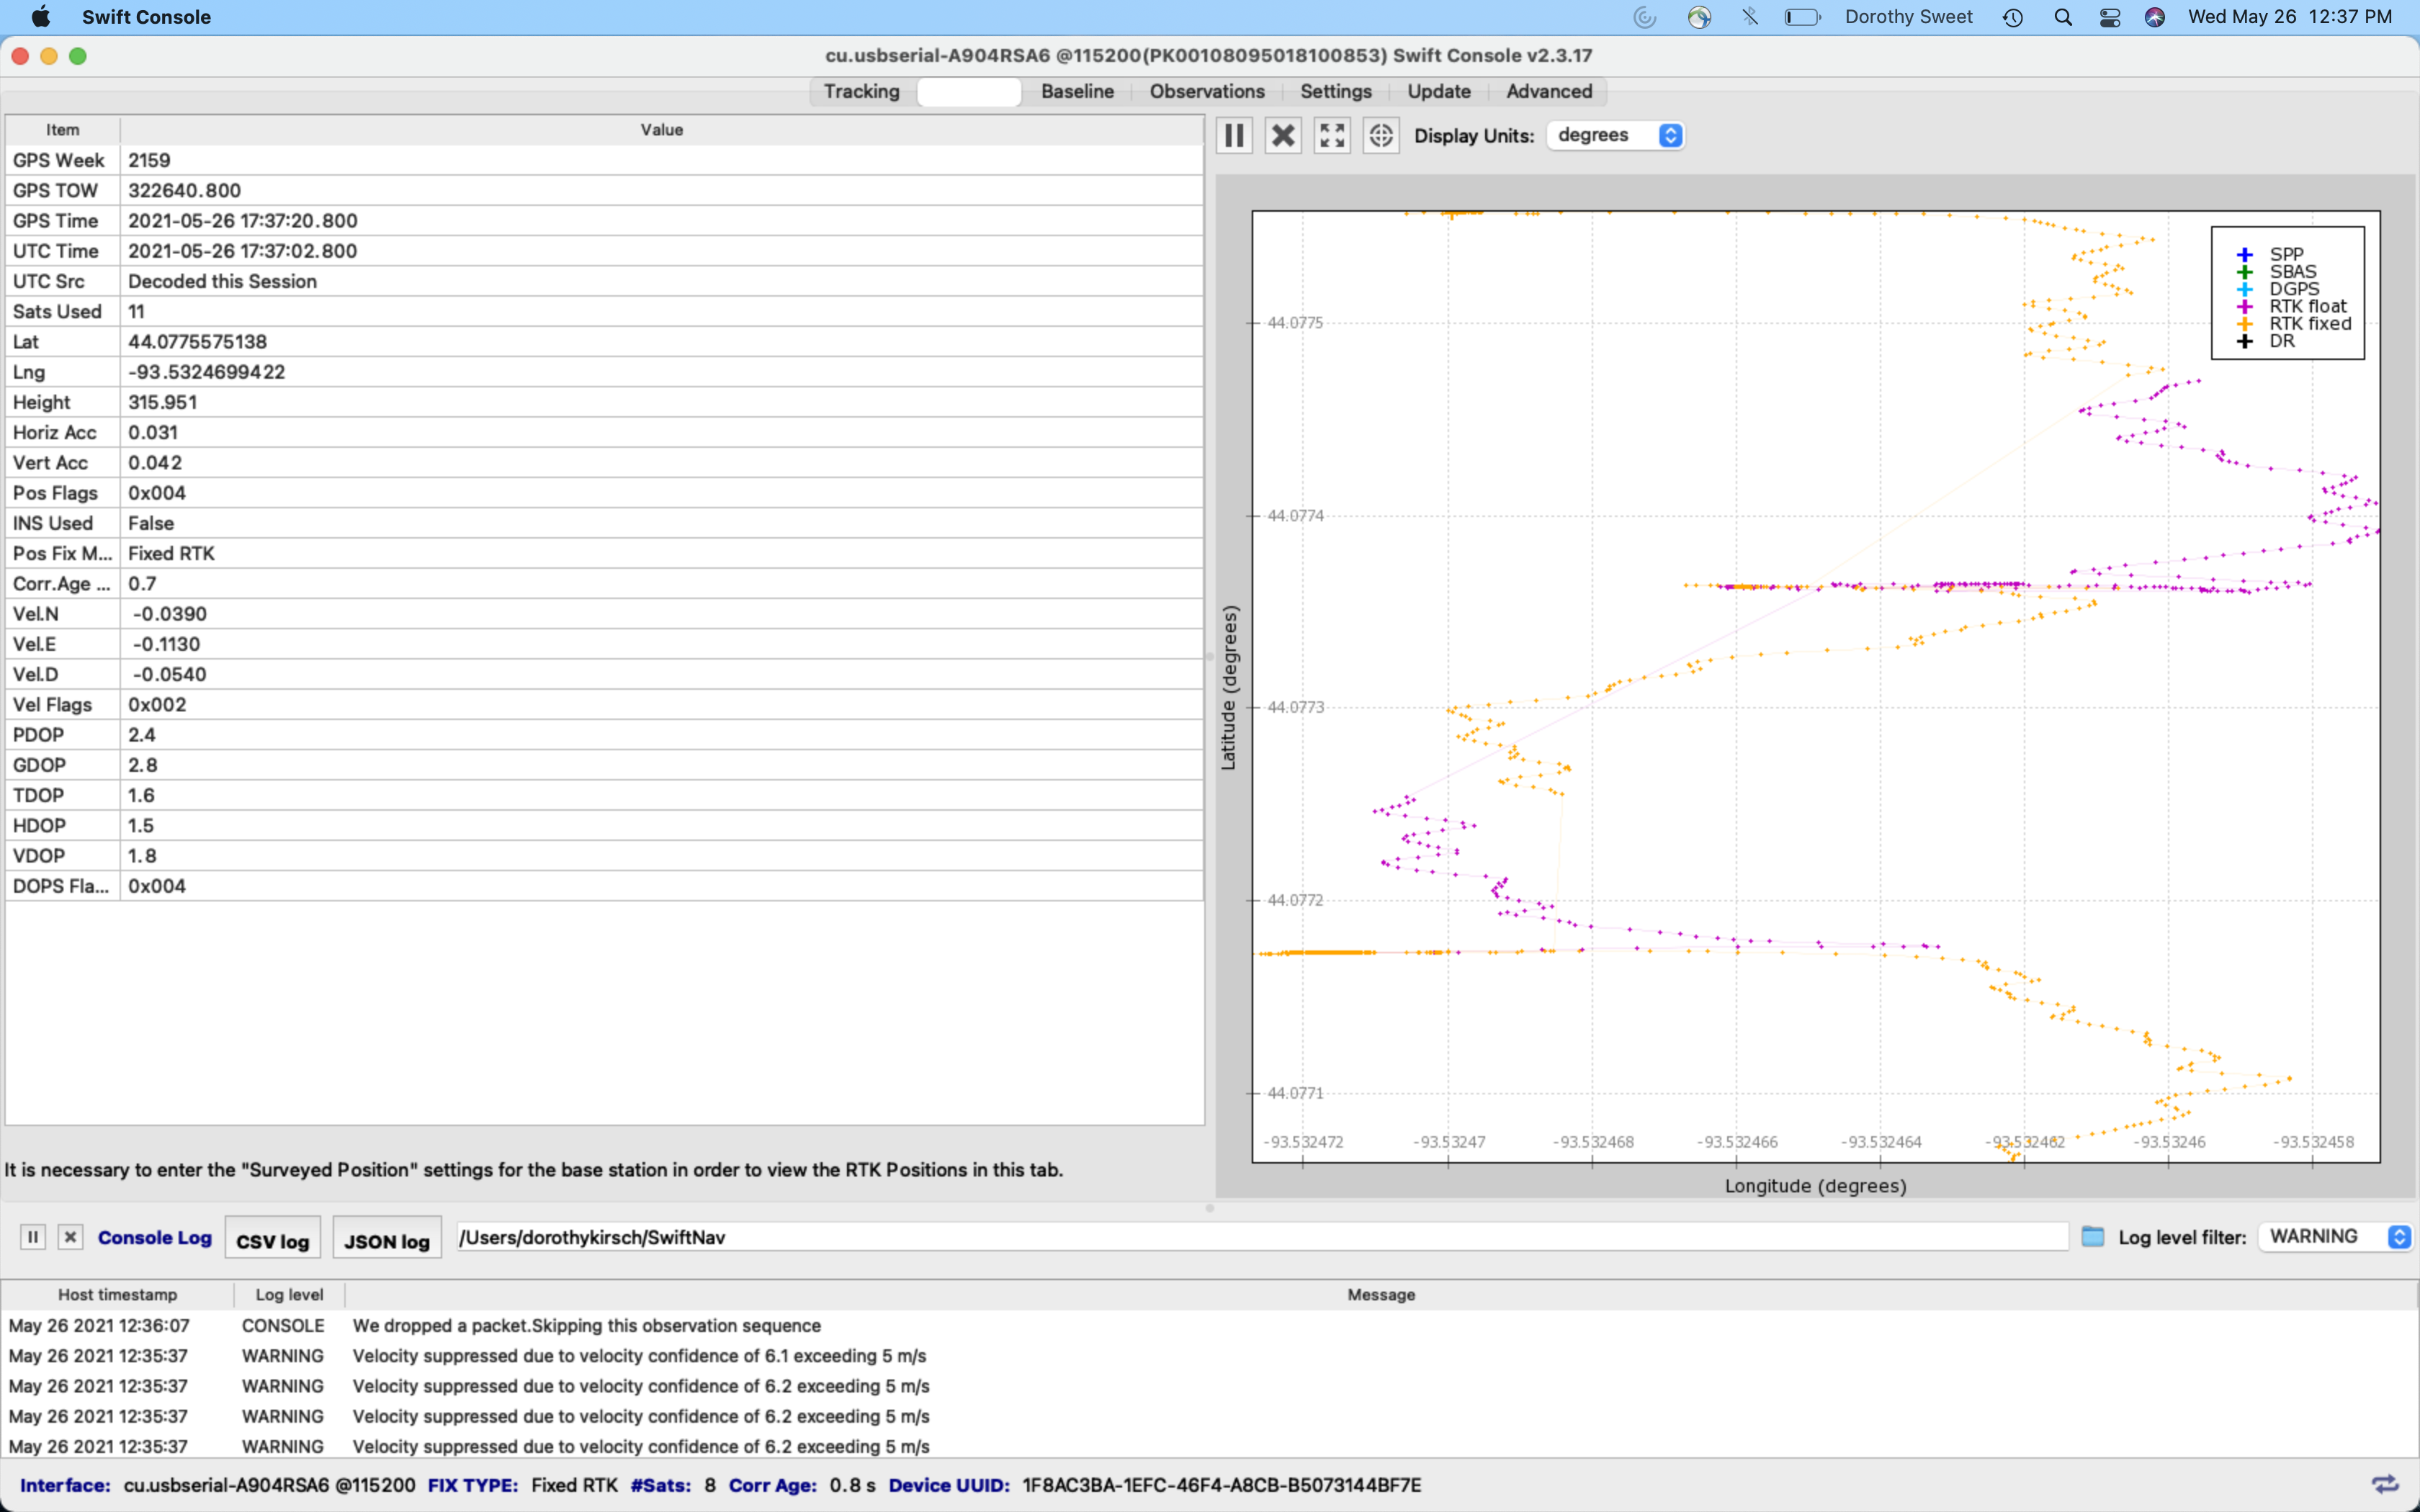 Swift Console Dorothy Sweet Wed May 26 12:37 PM
cu.usbserial-A904RSA6 @115200(PK00108095018100853) Swift Console v2.3.17
Tracking Baseline Observations Settings Update Advanced
Item Value
GPS Week 2159
GPS TOW 322640.800
GPS Time 2021-05-26 17:37:20.800
UTC Time 2021-05-26 17:37:02.800
UTC Src Decoded this Session
Sats Used 11
Lat 44.0775575138
Lng -93.5324699422
Height 315.951
Horiz Acc 0.031
Vert Acc 0.042
Pos Flags 0x004
INS Used False
Pos Fix M... Fixed RTK
Corr.Age ... 0.7
Vel.N -0.0390
Vel.E -0.1130
Vel.D -0.0540
Vel Flags 0x002
PDOP 2.4
GDOP 2.8
TDOP 1.6
HDOP 1.5
VDOP 1.8
DOPS Fla... 0x004
It is necessary to enter the "Surveyed Position" settings for the base station in order to view the RTK Positions in this tab.
Display Units: degrees
SPP
SBAS
DGPS
RTK float
RTK fixed
DR
44.0775
44.0774
44.0773
44.0772
44.0771
Latitude (degrees)
-93.532472 -93.53247 -93.532468 -93.532466 -93.532464 -93.532462 -93.53246 -93.532458
Longitude (degrees)
Console Log CSV log JSON log /Users/dorothykirsch/SwiftNav Log level filter: WARNING
Host timestamp Log level Message
May 26 2021 12:36:07 CONSOLE We dropped a packet.Skipping this observation sequence
May 26 2021 12:35:37 WARNING Velocity suppressed due to velocity confidence of 6.1 exceeding 5 m/s
May 26 2021 12:35:37 WARNING Velocity suppressed due to velocity confidence of 6.2 exceeding 5 m/s
May 26 2021 12:35:37 WARNING Velocity suppressed due to velocity confidence of 6.2 exceeding 5 m/s
May 26 2021 12:35:37 WARNING Velocity suppressed due to velocity confidence of 6.2 exceeding 5 m/s
Interface: cu.usbserial-A904RSA6 @115200 FIX TYPE: Fixed RTK #Sats: 8 Corr Age: 0.8 s Device UUID: 1F8AC3BA-1EFC-46F4-A8CB-B5073144BF7E